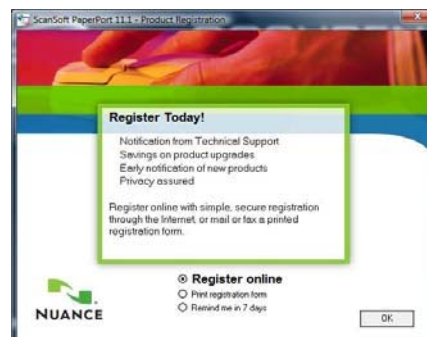 ScanSoft PaperPort 11.1 - Product Registration
Register Today!
Notification from Technical Support
Savings on product upgrades
Early notification of new products
Privacy assured
Register online with simple, secure registration
through the Internet, or mail or fax a printed
registration form.
Register online
Print registration form
Remind me in 7 days
NUANCE
OK